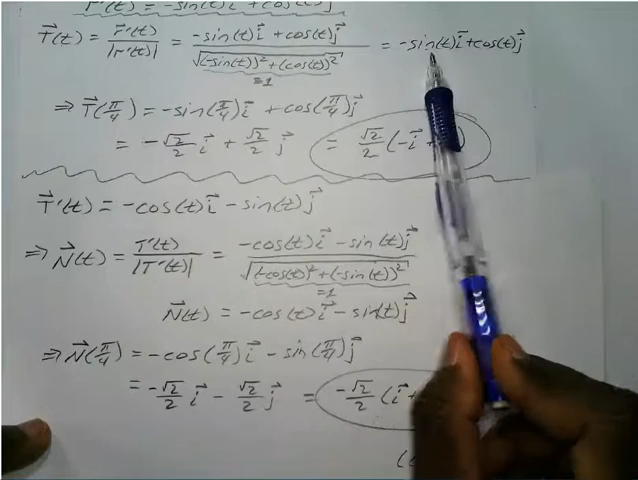 r⃗'(t) = -sin(t)i⃗ + cos(t)j⃗
T⃗(t) = r⃗'(t)/|r⃗'(t)| = (-sin(t)i⃗ + cos(t)j⃗)/√((-sin(t))² + (cos(t))²) = -sin(t)i⃗ + cos(t)j⃗
=1
⇒ T⃗(π/4) = -sin(π/4)i⃗ + cos(π/4)j⃗
= -√2/2 i⃗ + √2/2 j⃗ = √2/2 (-i⃗ +
T⃗'(t) = -cos(t)i⃗ - sin(t)j⃗
⇒ N⃗(t) = T'(t)/|T'(t)| = (-cos(t)i⃗ - sin(t)j⃗)/√((-cos(t))² + (-sin(t))²)
=1
N⃗(t) = -cos(t)i⃗ - sin(t)j⃗
⇒ N⃗(π/4) = -cos(π/4)i⃗ - sin(π/4)j⃗
= -√2/2 i⃗ - √2/2 j⃗ = -√2/2 (i⃗ +